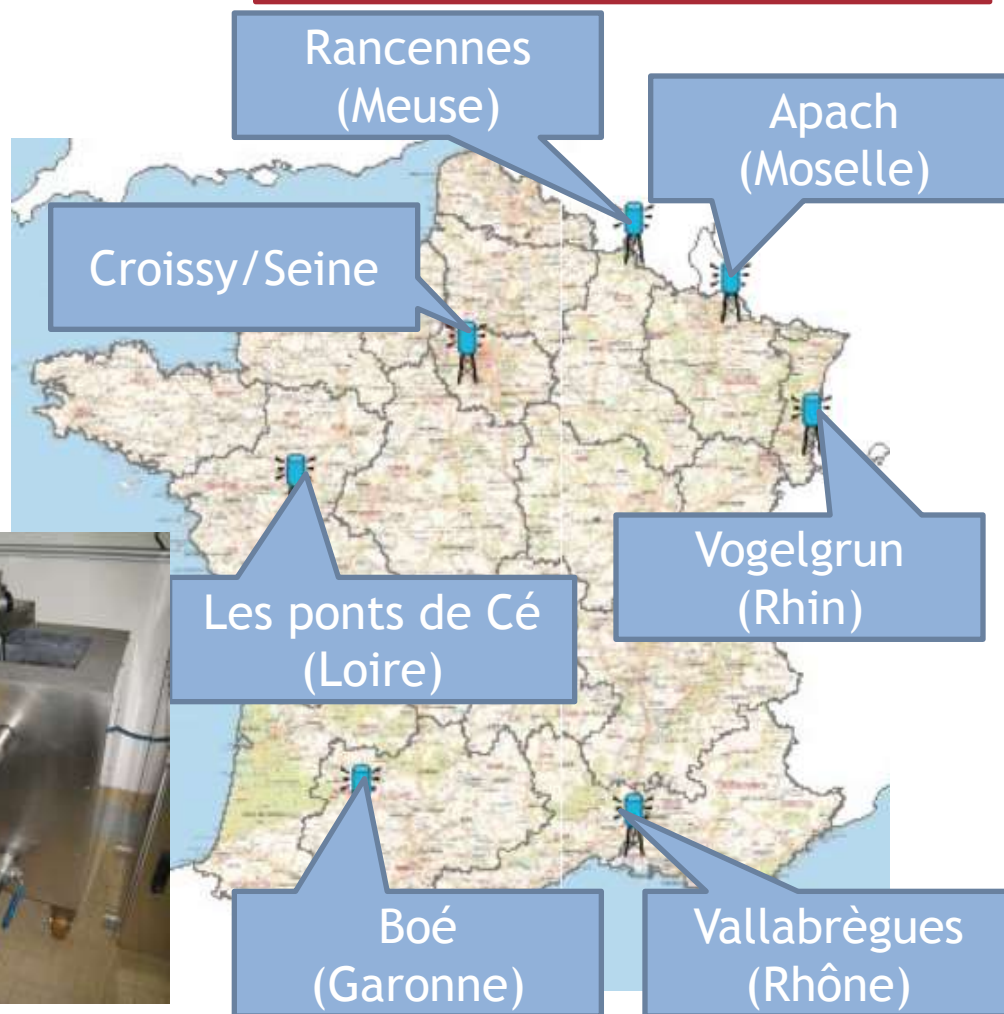 Rancennes
(Meuse)
Apach
(Moselle)
Croissy/Seine
Vogelgrun
(Rhin)
Les ponts de Cé
(Loire)
Boé
(Garonne)
Vallabrègues
(Rhône)